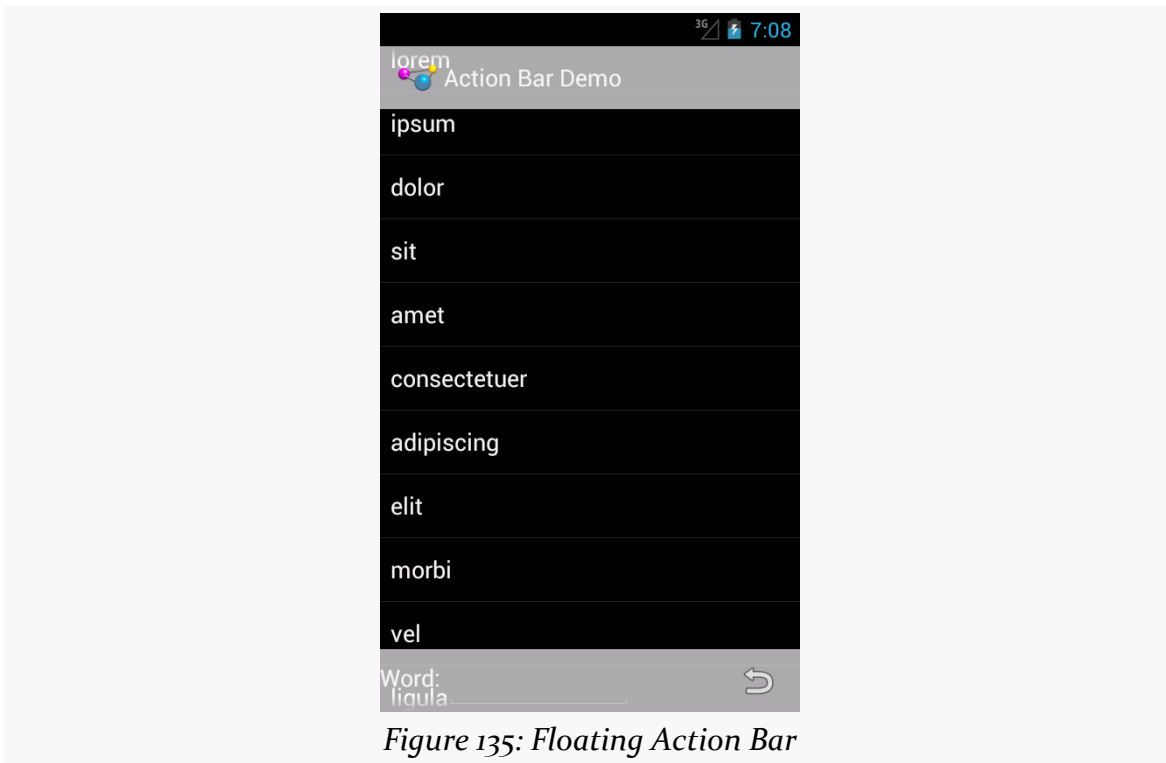 3G 7:08
lorem
Action Bar Demo
ipsum
dolor
sit
amet
consectetuer
adipiscing
elit
morbi
vel
Word:
ligula
Figure 135: Floating Action Bar